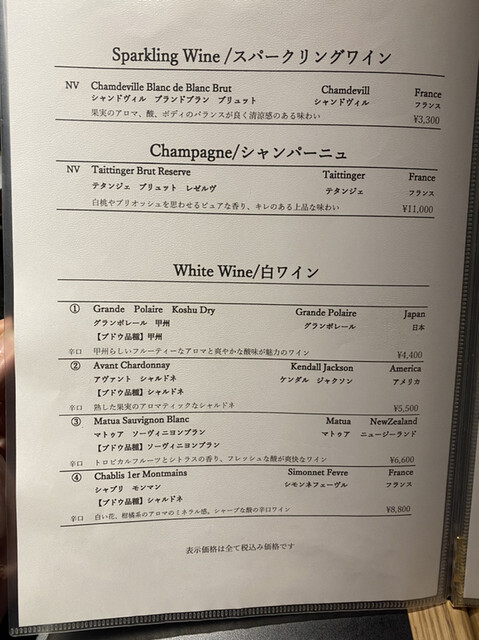 Sparkling Wine /スパークリングワイン
NV Chamdeville Blanc de Blanc Brut Chamdevill France
シャンドヴィル ブランドブラン ブリュット シャンドヴィル フランス
果実のアロマ、酸、ボディのバランスが良く清涼感のある味わい ¥3,300
Champagne/シャンパーニュ
NV Taittinger Brut Reserve Taittinger France
テタンジェ ブリュット レゼルヴ テタンジェ フランス
白桃やブリオッシュを思わせるピュアな香り、キレのある上品な味わい ¥11,000
White Wine/白ワイン
① Grande Polaire Koshu Dry Grande Polaire Japan
グランポレール 甲州 グランポレール 日本
【ブドウ品種】甲州
辛口 甲州らしいフルーティーなアロマと爽やかな酸味が魅力のワイン ¥4,400
② Avant Chardonnay Kendall Jackson America
アヴァント シャルドネ ケンダル ジャクソン アメリカ
【ブドウ品種】シャルドネ
辛口 熟した果実のアロマティックなシャルドネ ¥5,500
③ Matua Sauvignon Blanc Matua NewZealand
マトゥア ソーヴィニヨンブラン マトゥア ニュージーランド
【ブドウ品種】ソーヴィニヨンブラン
辛口 トロピカルフルーツとシトラスの香り、フレッシュな酸が爽快なワイン ¥6,600
④ Chablis 1er Montmains Simonnet Fevre France
シャブリ モンマン シモンネフェーヴル フランス
【ブドウ品種】シャルドネ
辛口 白い花、柑橘系のアロマのミネラル感、シャープな酸の辛口ワイン ¥8,800
表示価格は全て税込み価格です